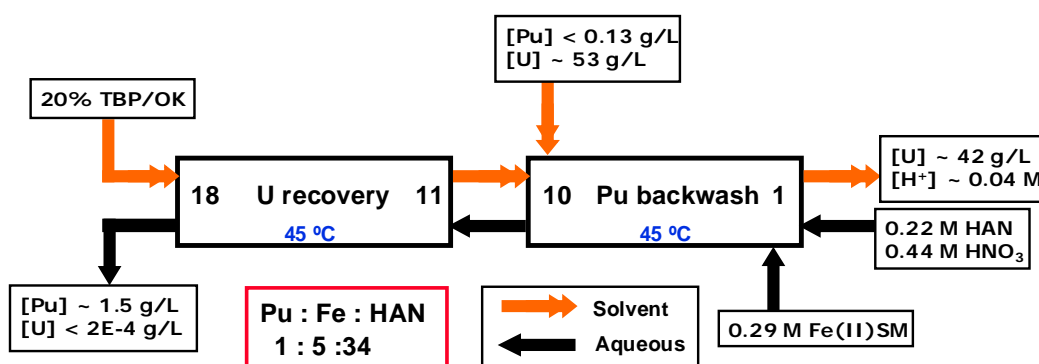 [Pu] < 0.13 g/L
[U] ~ 53 g/L
20% TBP/OK
[U] ~ 42 g/L
[H⁺] ~ 0.04 M
18 U recovery 11
45 ºC
10 Pu backwash 1
45 ºC
0.22 M HAN
0.44 M HNO₃
[Pu] ~ 1.5 g/L
[U] < 2E-4 g/L
Pu : Fe : HAN
1 : 5 :34
Solvent
Aqueous
0.29 M Fe(II)SM